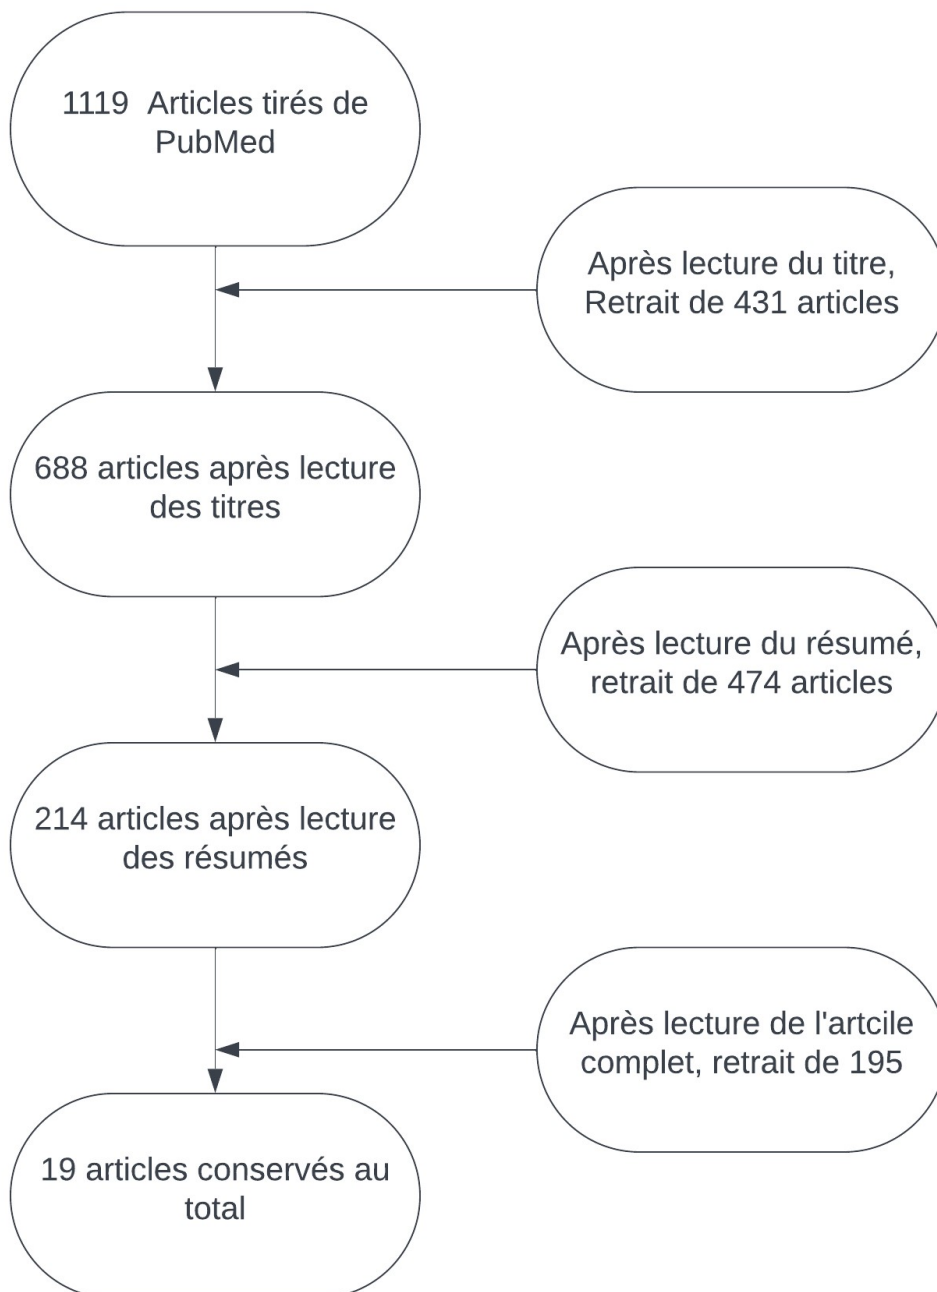 1119  Articles tirés de
PubMed
Après lecture du titre,
Retrait de 431 articles
688 articles après lecture
des titres
Après lecture du résumé,
retrait de 474 articles
214 articles après lecture
des résumés
Après lecture de l'artcile
complet, retrait de 195
19 articles conservés au
total